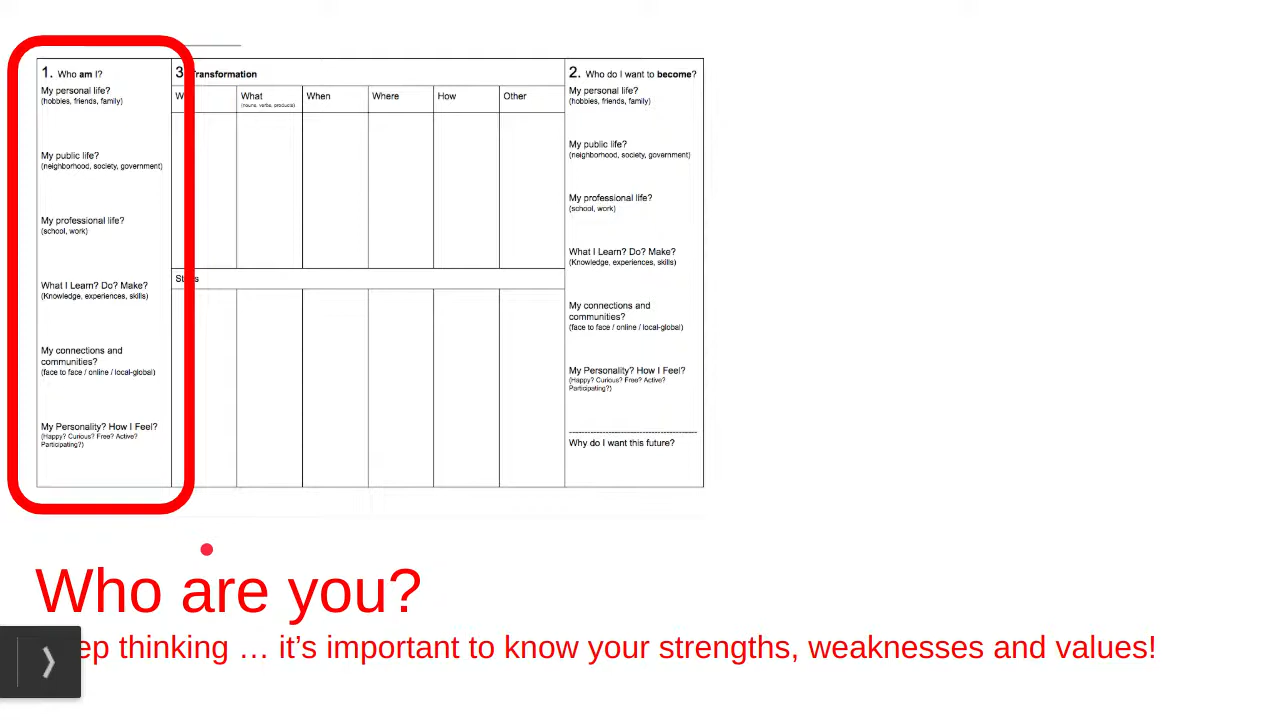 1. Who am I?
My personal life?
(hobbies, friends, family)
My public life?
(neighborhood, society, government)
My professional life?
(school, work)
What I Learn? Do? Make?
(Knowledge, experiences, skills)
My connections and
communities?
(face to face / online / local-global)
My Personality? How I Feel?
(Happy? Curious? Free? Active?
Participating?)
3 Transformation
What
(nouns, verbs, products)
When
Where
How
Other
2. Who do I want to become?
My personal life?
(hobbies, friends, family)
My public life?
(neighborhood, society, government)
My professional life?
(school, work)
What I Learn? Do? Make?
(Knowledge, experiences, skills)
My connections and
communities?
(face to face / online / local-global)
My Personality? How I Feel?
(Happy? Curious? Free? Active?
Participating?)
Why do I want this future?
Who are you?
thinking … it’s important to know your strengths, weaknesses and values!